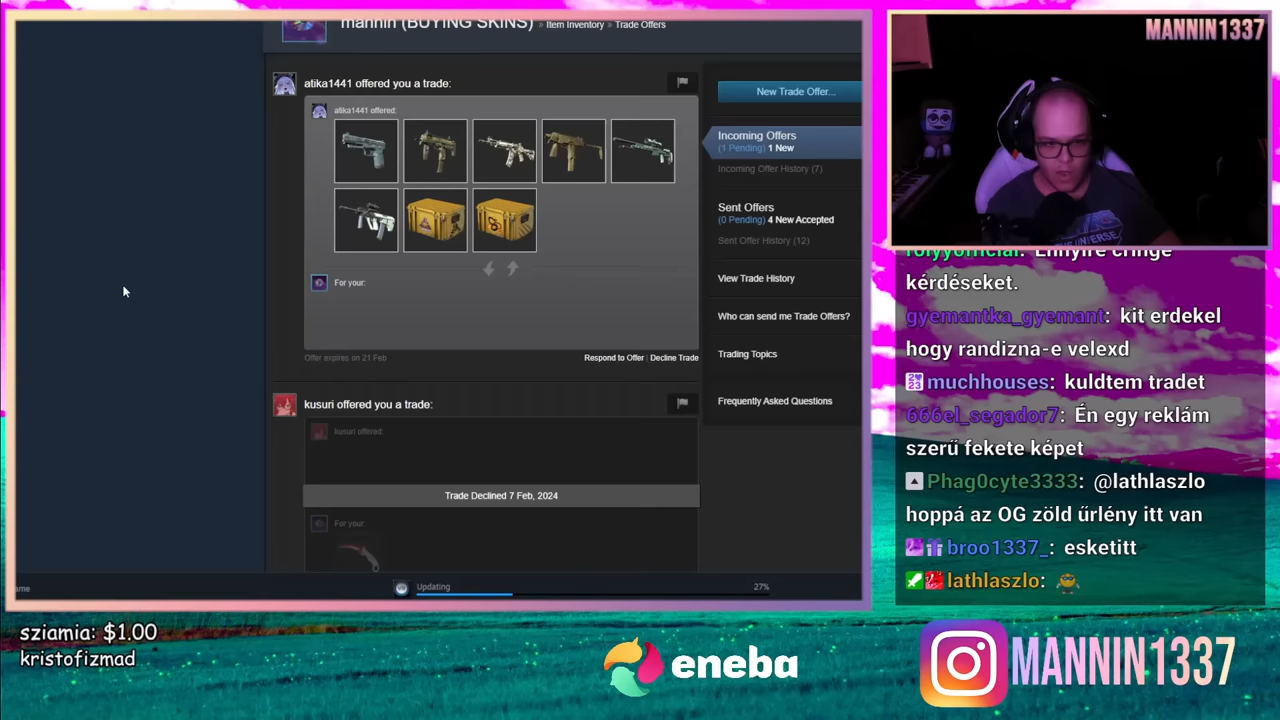 mannin (BUYING SKINS) » Item Inventory » Trade Offers
atika1441 offered you a trade:
atika1441 offered:
For your:
Offer expires on 21 Feb
Respond to Offer | Decline Trade
kusuri offered you a trade:
kusuri offered:
Trade Declined 7 Feb, 2024
For your:
New Trade Offer...
Incoming Offers
(1 Pending) 1 New
Incoming Offer History (7)
Sent Offers
(0 Pending) 4 New Accepted
Sent Offer History (12)
View Trade History
Who can send me Trade Offers?
Trading Topics
Frequently Asked Questions
Updating
27%
MANNIN1337
THE UNIVERSE
rolyyofficial: Ennyire cringe
kérdéseket.
gyemantka_gyemant: kit erdekel
hogy randizna-e velexd
muchhouses: kuldtem tradet
666el_segador7: Én egy reklám
szerű fekete képet
Phag0cyte3333: @lathlaszlo
hoppá az OG zöld űrlény itt van
broo1337_: esketitt
lathlaszlo:
sziamia: $1.00
kristofizmad
eneba
MANNIN1337